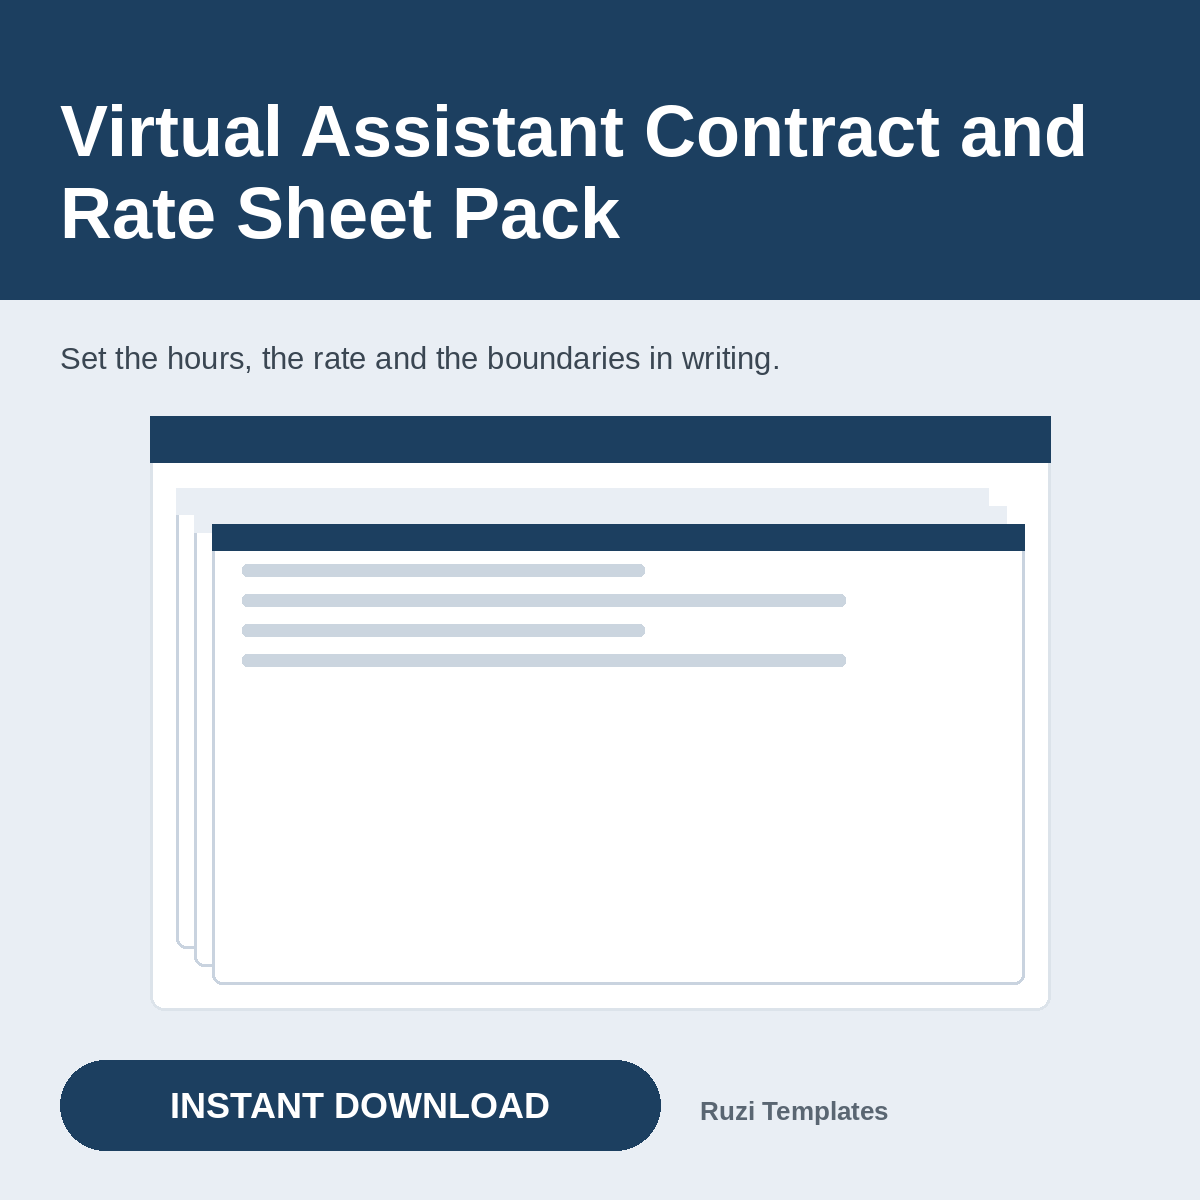 Virtual Assistant Contract and
Rate Sheet Pack
Set the hours, the rate and the boundaries in writing.
INSTANT DOWNLOAD
Ruzi Templates